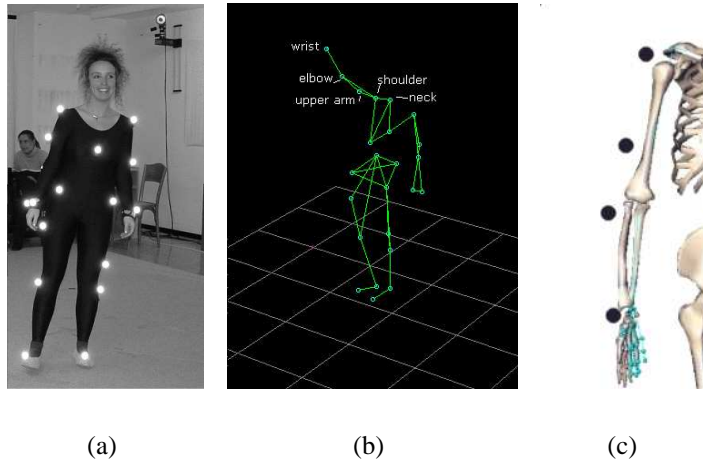 wrist
elbow
shoulder
upper arm
neck
(a) (b) (c)